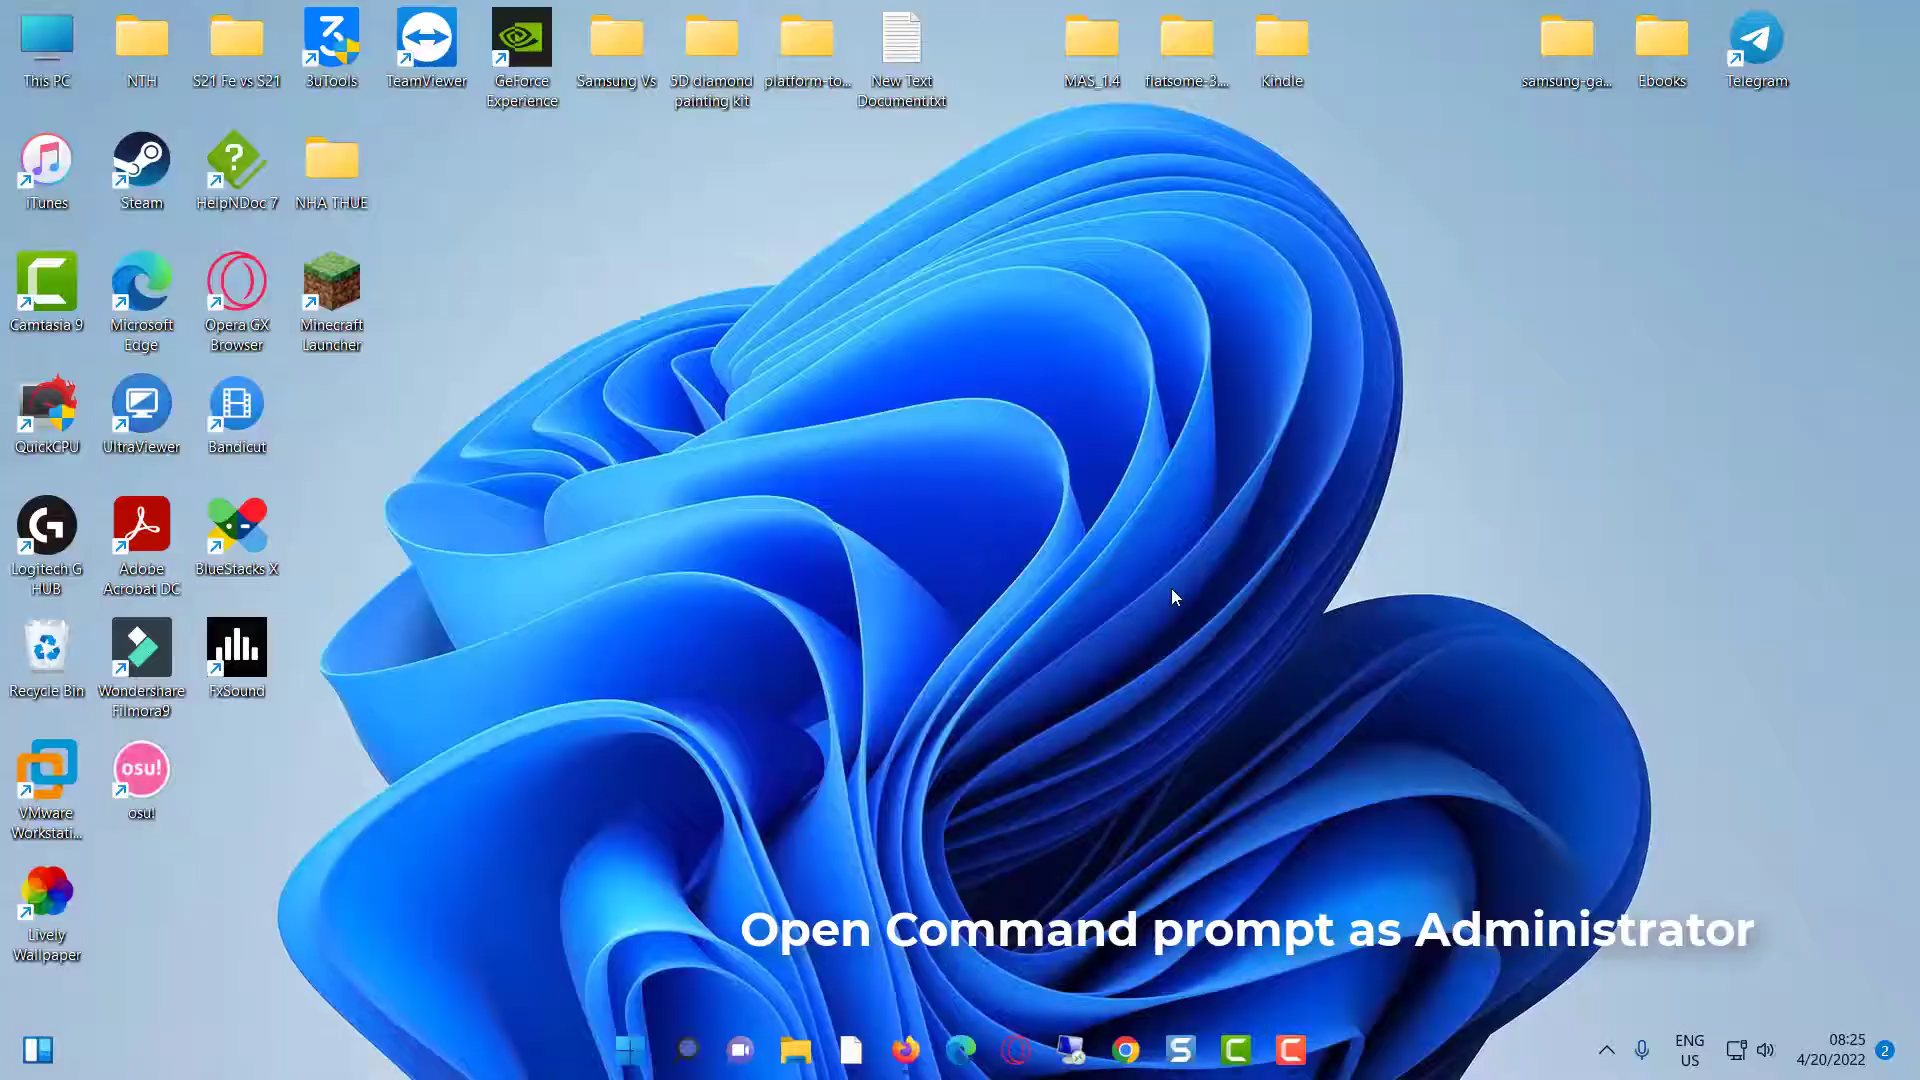 This PC
NTH
S21 Fe vs S21
3uTools
TeamViewer
GeForce
Experience
Samsung Vs
5D diamond
painting kit
platform-to...
New Text
Document.txt
MAS_1.4
flatsome-3....
Kindle
samsung-ga...
Ebooks
Telegram
iTunes
Steam
HelpNDoc 7
NHA THUE
Camtasia 9
Microsoft
Edge
Opera GX
Browser
Minecraft
Launcher
QuickCPU
UltraViewer
Bandicut
Logitech G
HUB
Adobe
Acrobat DC
BlueStacks X
Recycle Bin
Wondershare
Filmora9
FxSound
VMware
Workstati...
osu!
osu!
Lively
Wallpaper
Open Command prompt as Administrator
ENG
US
08:25
4/20/2022
2